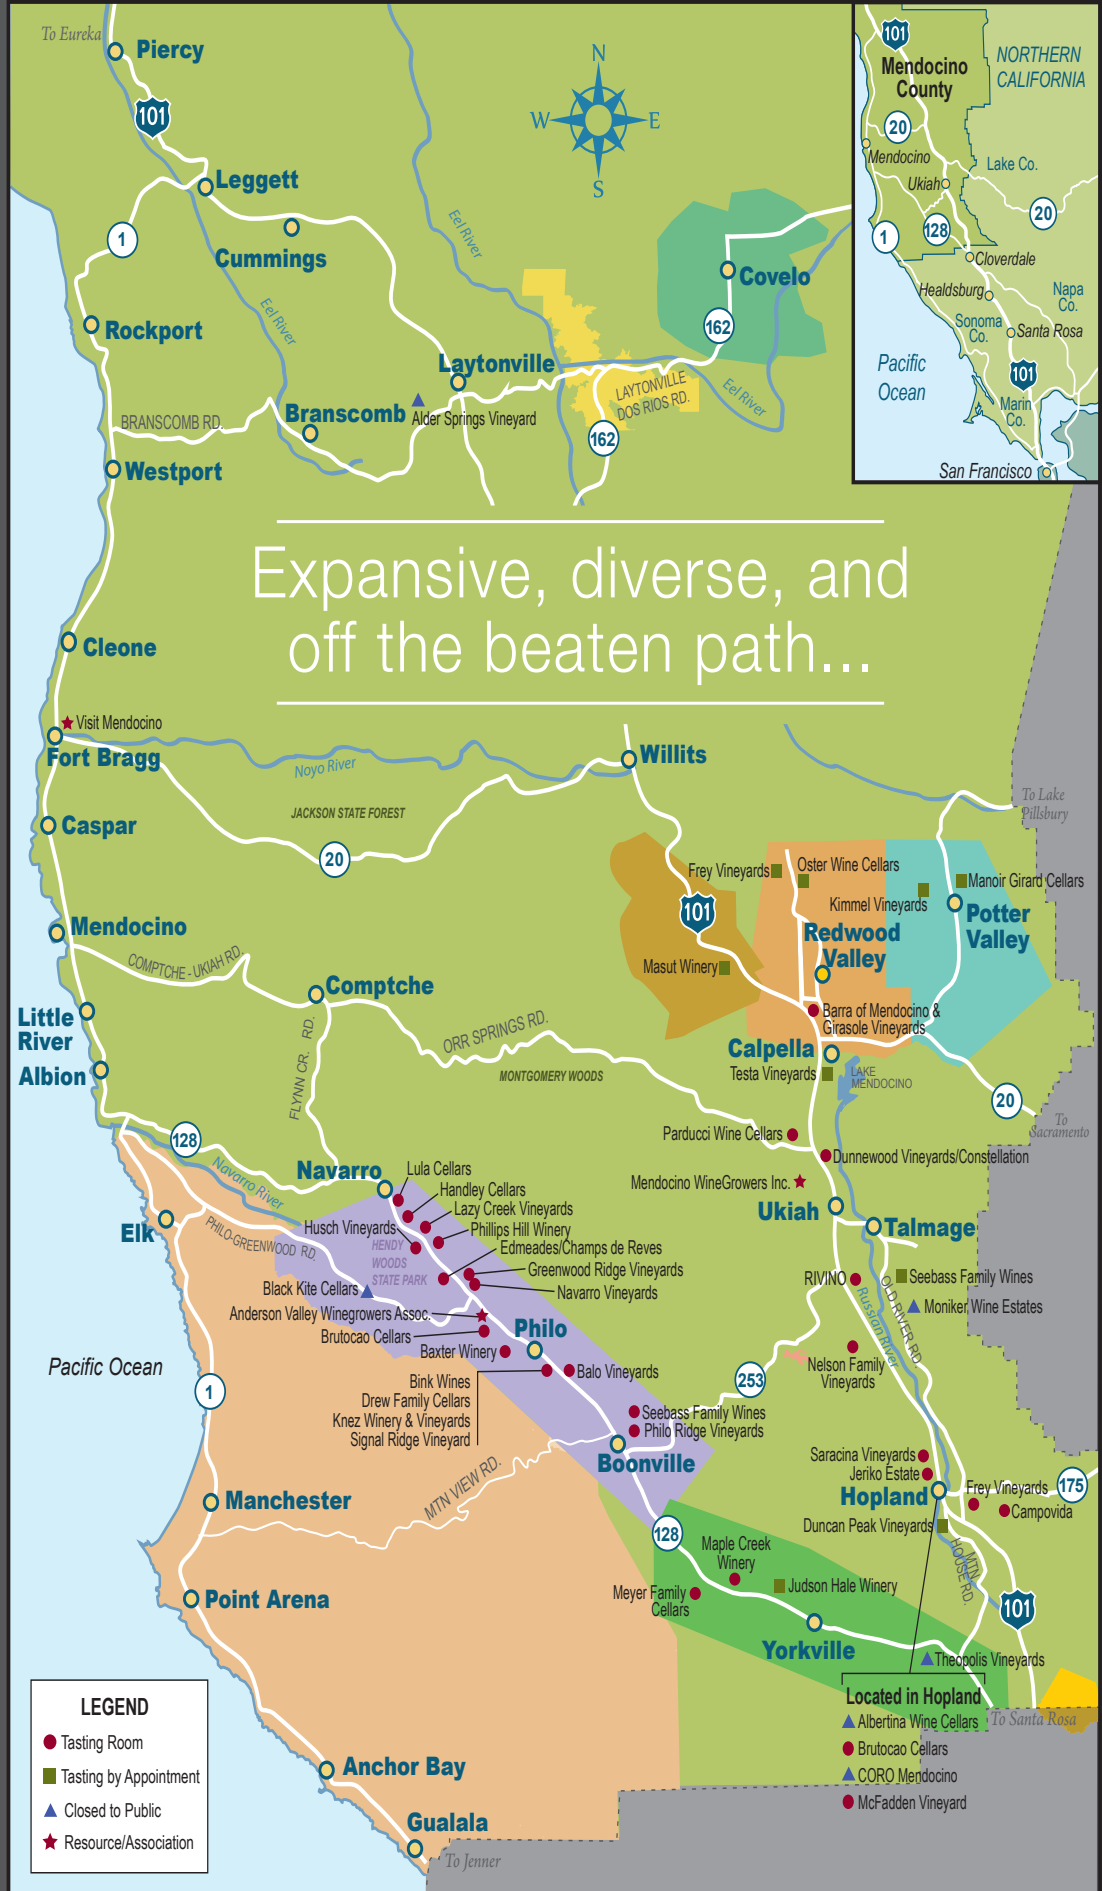 To Eureka
Piercy
101
Leggett
1
Cummings
Eel River
Eel River
Rockport
Laytonville
Covelo
162
BRANSCOMB RD.
Branscomb
Alder Springs Vineyard
LAYTONVILLE
DOS RIOS RD.
Eel River
162
Westport
N
W
E
S
101
Mendocino
County
NORTHERN
CALIFORNIA
20
Mendocino
Lake Co.
Ukiah
20
128
1
Cloverdale
Healdsburg
Napa
Co.
Sonoma
Co.
Santa Rosa
Pacific
Ocean
101
Marin
Co.
San Francisco
Expansive, diverse, and
off the beaten path...
Cleone
Visit Mendocino
Fort Bragg
Noyo River
Willits
JACKSON STATE FOREST
Caspar
20
To Lake
Pillsbury
Frey Vineyards
Oster Wine Cellars
Manoir Girard Cellars
Kimmel Vineyards
101
Potter
Valley
Redwood
Valley
Masut Winery
Mendocino
COMPTCHE - UKIAH RD.
Comptche
Little
River
Barra of Mendocino &
Girasole Vineyards
ORR SPRINGS RD.
Calpella
Albion
FLYNN CR. RD.
MONTGOMERY WOODS
Testa Vineyards
LAKE
MENDOCINO
20
To
Sacramento
128
Parducci Wine Cellars
Dunnewood Vineyards/Constellation
Navarro River
Navarro
Lula Cellars
Mendocino WineGrowers Inc.
Handley Cellars
Lazy Creek Vineyards
Ukiah
Elk
PHILO-GREENWOOD RD.
Husch Vineyards
Phillips Hill Winery
Talmage
HENDY
WOODS
STATE PARK
Edmeades/Champs de Reves
Greenwood Ridge Vineyards
RIVINO
Seebass Family Wines
Black Kite Cellars
Navarro Vineyards
Moniker Wine Estates
Anderson Valley Winegrowers Assoc.
Russian River
OLD RIVER RD.
Brutocao Cellars
Philo
Baxter Winery
Pacific Ocean
Nelson Family
Vineyards
1
Bink Wines
Drew Family Cellars
Knez Winery & Vineyards
Signal Ridge Vineyard
Balo Vineyards
253
Seebass Family Wines
Philo Ridge Vineyards
Boonville
Saracina Vineyards
Jeriko Estate
MTN VIEW RD.
Hopland
Frey Vineyards
175
Manchester
Campovida
Duncan Peak Vineyards
128
Maple Creek
Winery
MTN.
HOUSE RD.
Judson Hale Winery
Meyer Family
Cellars
Point Arena
101
Yorkville
Theopolis Vineyards
Located in Hopland
Albertina Wine Cellars
Brutocao Cellars
CORO Mendocino
McFadden Vineyard
To Santa Rosa
LEGEND
Tasting Room
Tasting by Appointment
Closed to Public
Resource/Association
Anchor Bay
Gualala
To Jenner